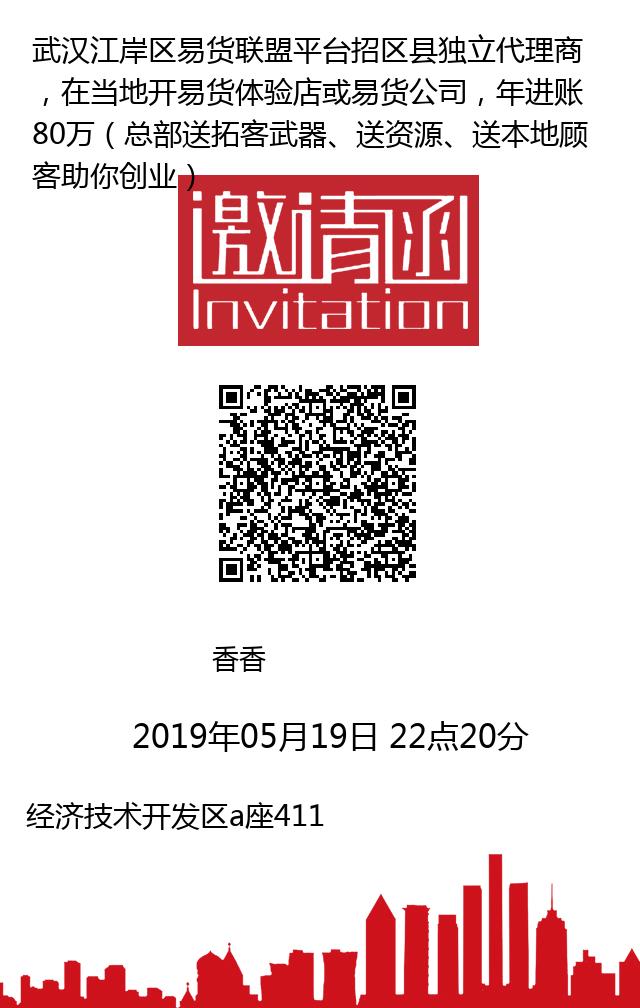 武汉江岸区易货联盟平台招区县独立代理商
，在当地开易货体验店或易货公司，年进账
80万（总部送拓客武器、送资源、送本地顾
客助你创业）
邀请函
Invitation
香香
2019年05月19日 22点20分
经济技术开发区a座411